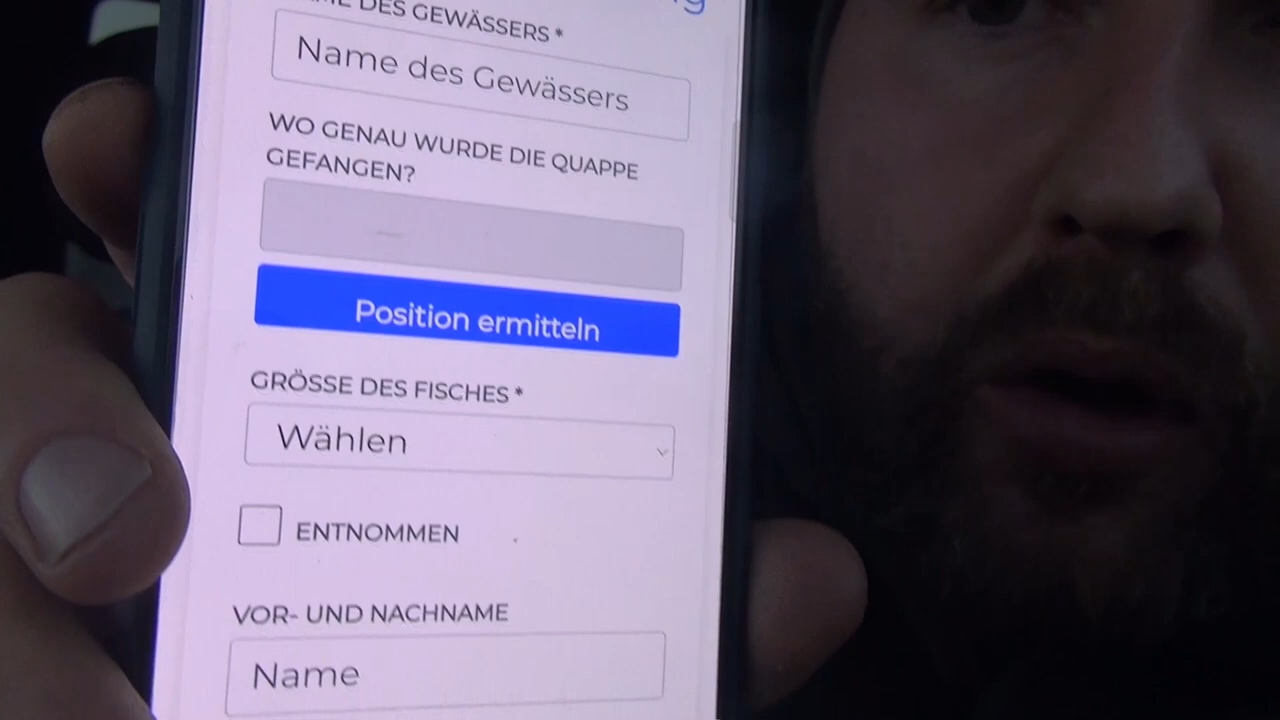 DES GEWÄSSERS *
Name des Gewässers
WO GENAU WURDE DIE QUAPPE
GEFANGEN?
Position ermitteln
GRÖSSE DES FISCHES *
Wählen
ENTNOMMEN
VOR- UND NACHNAME
Name